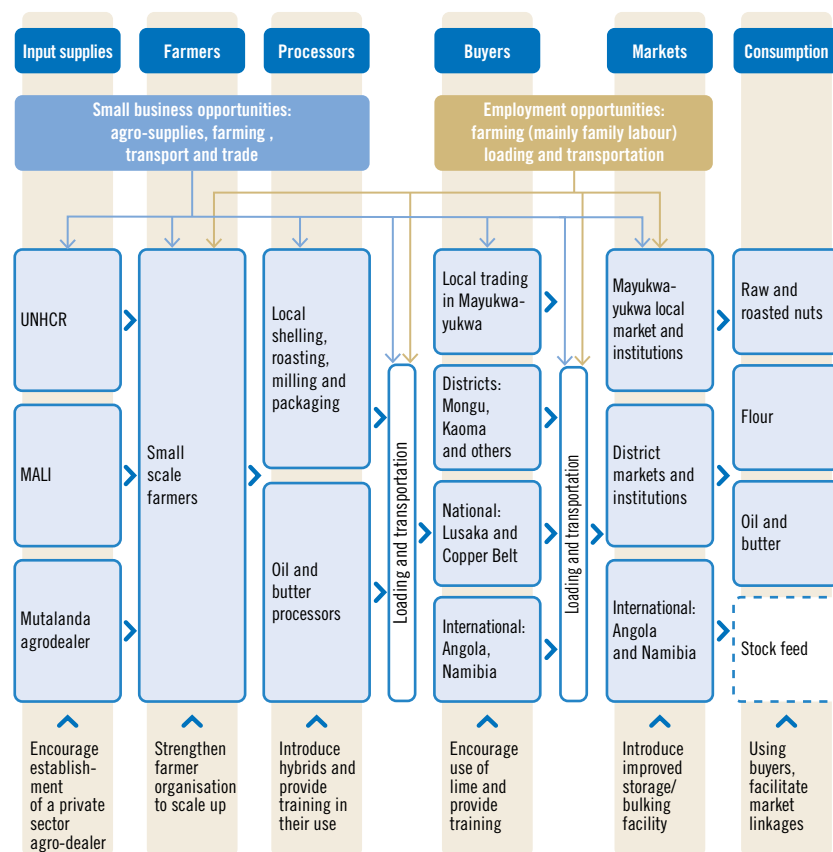 Input supplies
Farmers
Processors
Buyers
Markets
Consumption
Small business opportunities:
agro-supplies, farming ,
transport and trade
Employment opportunities:
farming (mainly family labour)
loading and transportation
UNHCR
MALI
Mutalanda
agrodealer
Small
scale
farmers
Local
shelling,
roasting,
milling and
packaging
Oil and
butter
processors
Loading and transportation
Local trading
in Mayukwa-
yukwa
Districts:
Mongu,
Kaoma
and others
National:
Lusaka and
Copper Belt
International:
Angola,
Namibia
Loading and transportation
Mayukwa-
yukwa local
market and
institutions
District
markets and
institutions
International:
Angola
and Namibia
Raw and
roasted nuts
Flour
Oil and
butter
Stock feed
Encourage
establish-
ment
of a private
sector
agro-dealer
Strengthen
farmer
organisation
to scale up
Introduce
hybrids and
provide
training in
their use
Encourage
use of
lime and
provide
training
Introduce
improved
storage/
bulking
facility
Using
buyers,
facilitate
market
linkages